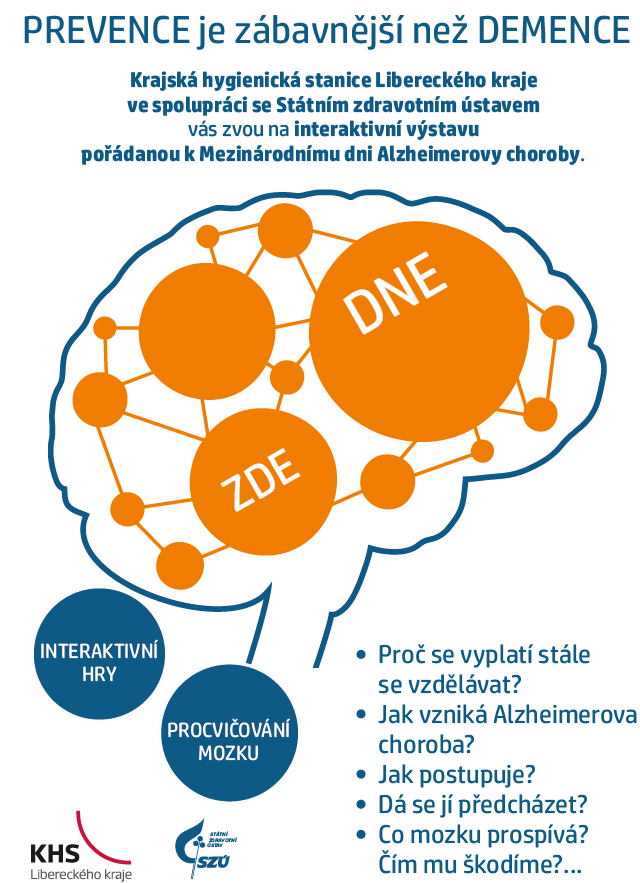 PREVENCE je zábavnější než DEMENCE
Krajská hygienická stanice Libereckého kraje
ve spolupráci se Státním zdravotním ústavem
vás zvou na interaktivní výstavu
pořádanou k Mezinárodnímu dni Alzheimerovy choroby.
DNE
ZDE
INTERAKTIVNÍ
HRY
PROCVIČOVÁNÍ
MOZKU
• Proč se vyplatí stále
se vzdělávat?
• Jak vzniká Alzheimerova
choroba?
• Jak postupuje?
• Dá se jí předcházet?
• Co mozku prospívá?
Čím mu škodíme?...
KHS
Libereckého kraje
STÁTNÍ
ZDRAVOTNÍ
ÚSTAV
SZÚ